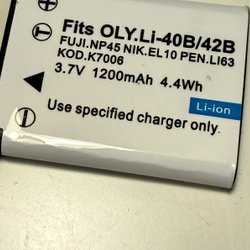 Fits OLY.Li-40B/42B
FUJI.NP45 NIK.EL10 PEN.LI63
KOD.K7006
3.7V 1200mAh 4.4Wh
Li-ion
Use specified charger only